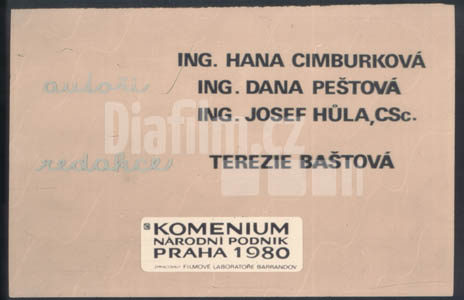 ING. HANA CIMBURKOVÁ
autoři ING. DANA PEŠTOVÁ
ING. JOSEF HŮLA, CSc.
Diafilm.cz
redakce TEREZIE BAŠTOVÁ
KOMENIUM
NÁRODNÍ PODNIK
PRAHA 1980
ZPRACOVALY FILMOVÉ LABORATOŘE BARRANDOV